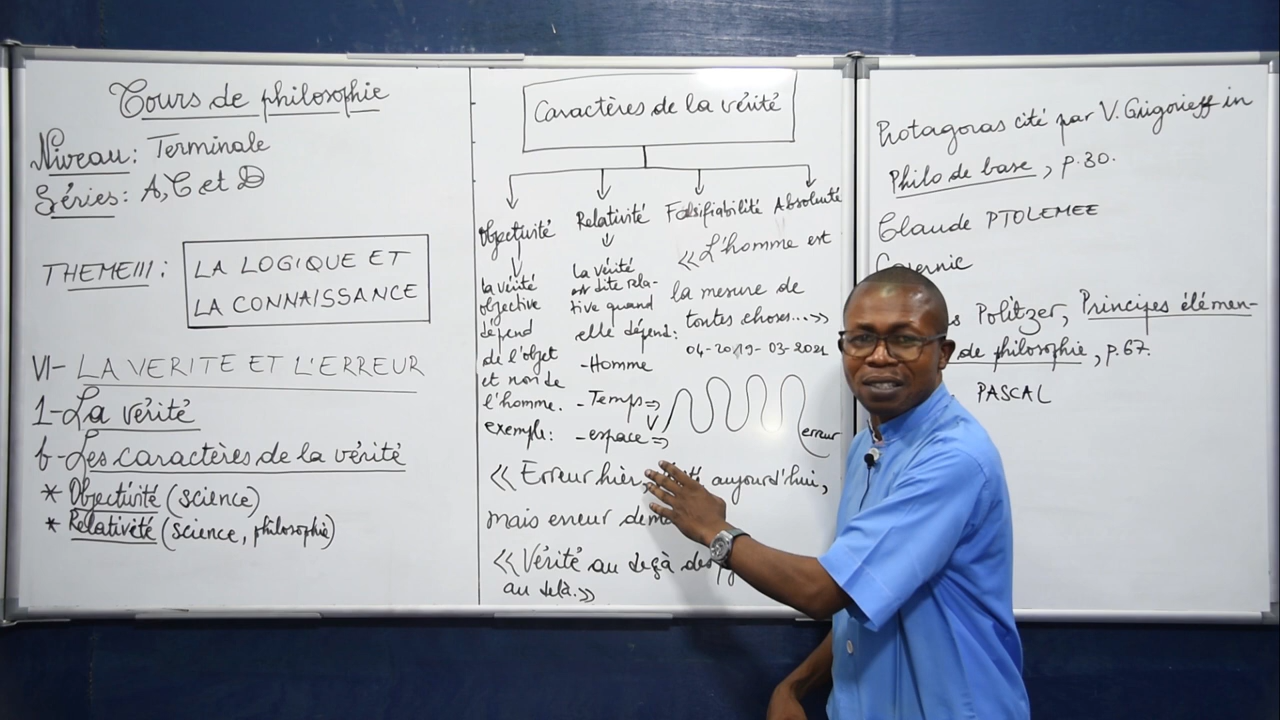 Cours de philosophie
Niveau: Terminale
Séries: A, C et D
THEME III: LA LOGIQUE ET
LA CONNAISSANCE
VI- LA VERITE ET L'ERREUR
1-La vérité
b-Les caractères de la vérité
* Objectivité (science)
* Relativité (science, philosophie)
Caractères de la vérité
Objectivité
la vérité
objective
dépend
de l'objet
et non de
l'homme.
exemple:
Relativité
la vérité
est dite rela-
tive quand
elle dépend:
-Homme
-Temps
-espace
Falsifiabilité
Absoluité
«L'homme est
la mesure de
toutes choses...»
04-2019-03-2021
V
erreur
«Erreur hier, aujourd'hui,
mais erreur
«Vérité au deçà des
au delà.»
Protagoras cité par V. Grigorieff in
Philo de base, p.30.
Claude PTOLEMEE
Copernic
Politzer, Principes élémen-
de philosophie, p.67.
PASCAL